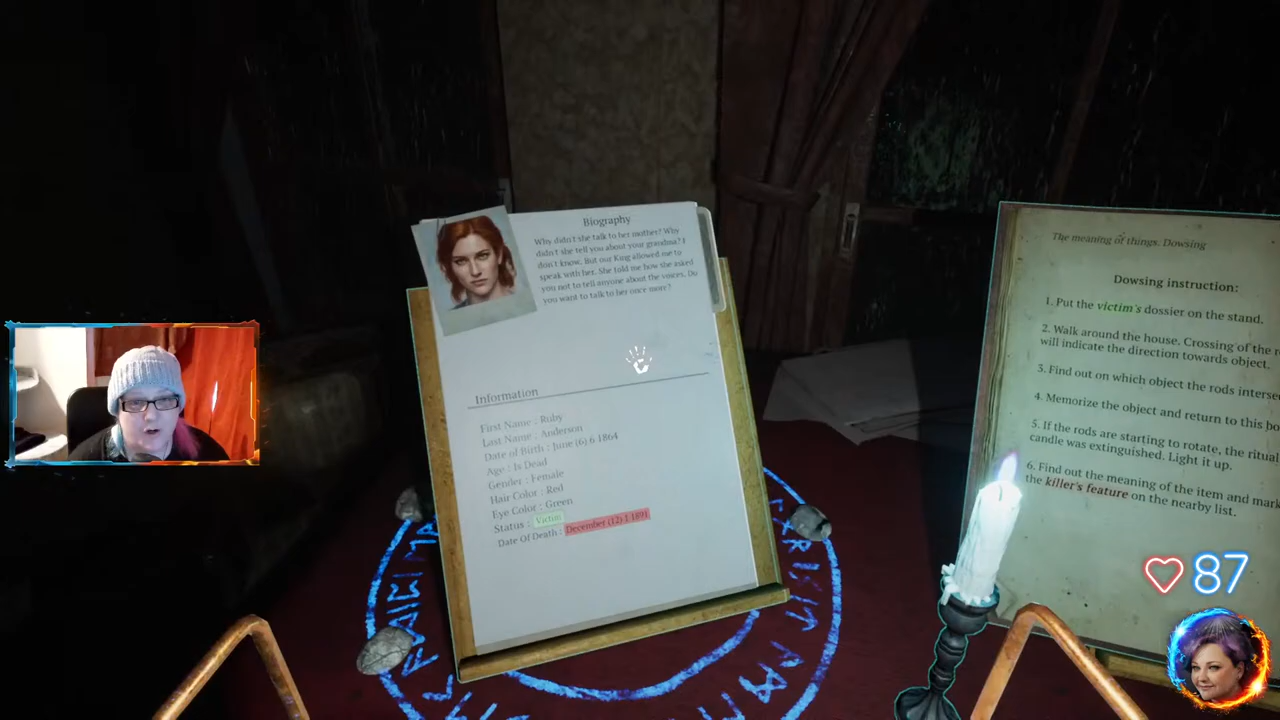 Biography
Why didn't she talk to her mother? Why
didn't she tell you about your grandma? I
don't know. But our King allowed me to
speak with her. She told me how she asked
you not to tell anyone about the voices. Do
you want to talk to her once more?
Information
First Name : Ruby
Last Name : Anderson
Date of Birth : June (6) 6 1864
Age : Is Dead
Gender : Female
Hair Color : Red
Eye Color : Green
Status : Victim
Date Of Death : December (12) 1 1891
The meaning of things. Dowsing
Dowsing instruction:
1. Put the victim's dossier on the stand.
2. Walk around the house. Crossing of the
will indicate the direction towards object.
3. Find out on which object the rods
4. Memorize the object and return to this
5. If the rods are starting to rotate, the ritual
candle was extinguished. Light it up.
6. Find out the meaning of the item and mark
the killer's feature on the nearby list.
87